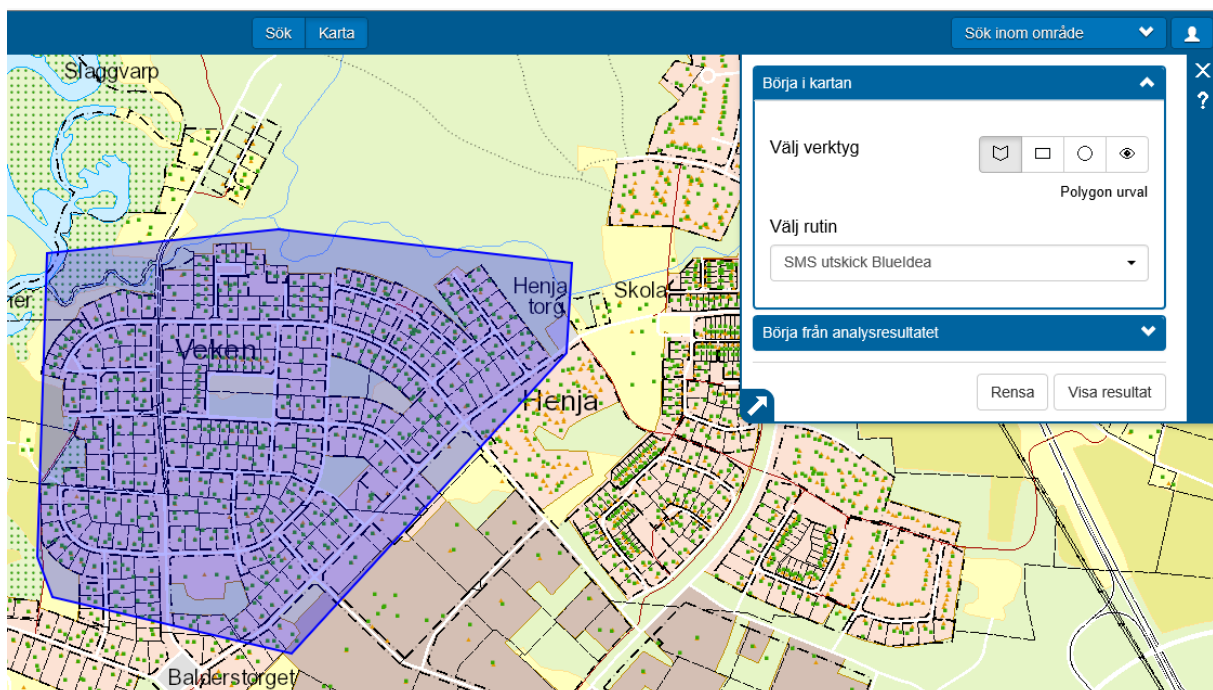 Sök Karta Sök inom område
Slaggvarp
Börja i kartan
?
Välj verktyg
Polygon urval
Välj rutin
SMS utskick BlueIdea
Henja
torg
Skola
ner
Börja från analysresultatet
Veken
Rensa Visa resultat
Henja
Balderstorget